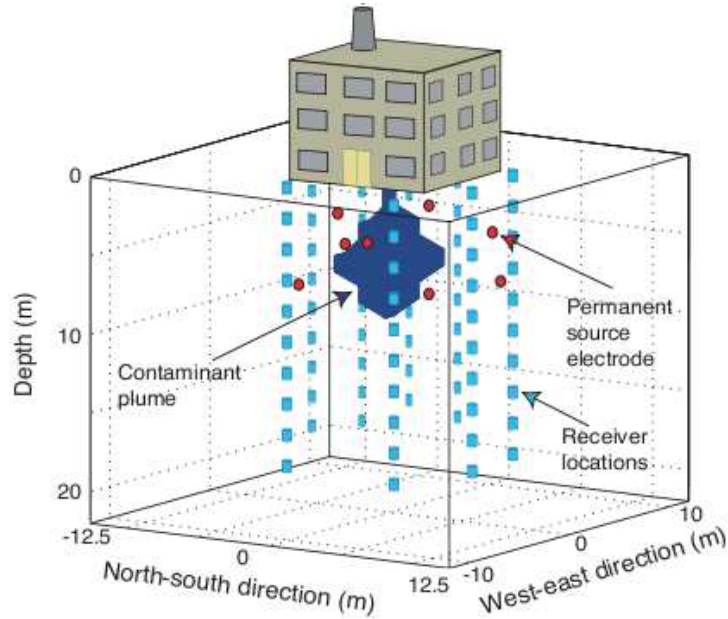 0
10
20
Depth (m)
-12.5
0
12.5
North-south direction (m)
-10
0
10
West-east direction (m)
Contaminant
plume
Permanent
source
electrode
Receiver
locations